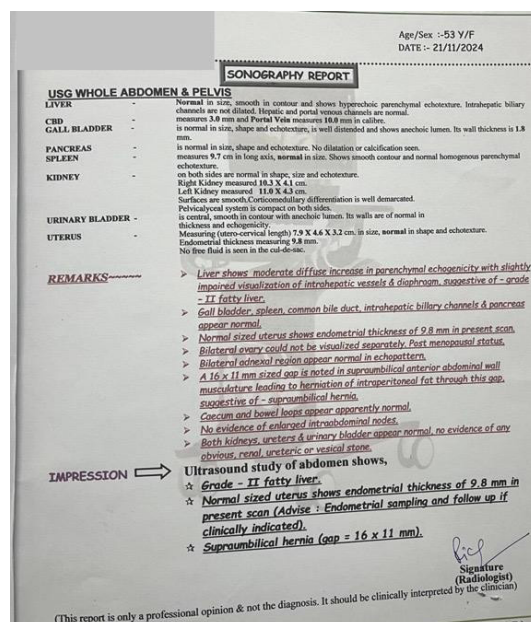 Age/Sex :-53 Y/F
DATE :- 21/11/2024
SONOGRAPHY REPORT
USG WHOLE ABDOMEN & PELVIS
LIVER - Normal in size, smooth in contour and shows hyperechoic parenchymal echotexture. Intrahepatic biliary
channels are not dilated. Hepatic and portal venous channels are normal.
CBD - measures 3.0 mm and Portal Vein measures 10.0 mm in calibre.
GALL BLADDER - is normal in size, shape and echotexture, is well distended and shows anechoic lumen. Its wall thickness is 1.8
mm.
PANCREAS - is normal in size, shape and echotexture. No dilatation or calcification seen.
SPLEEN - measures 9.7 cm in long axis, normal in size. Shows smooth contour and normal homogenous parenchymal
echotexture.
KIDNEY - on both sides are normal in shape, size and echotexture.
Right Kidney measured 10.3 X 4.1 cm.
Left Kidney measured 11.0 X 4.3 cm.
Surfaces are smooth.Corticomedullary differentiation is well demarcated.
Pelvicalyceal system is compact on both sides.
URINARY BLADDER - is central, smooth in contour with anechoic lumen. Its walls are of normal in
thickness and echogenicity.
UTERUS - Measuring (utero-cervical length) 7.9 X 4.6 X 3.2 cm. in size, normal in shape and echotexture.
Endometrial thickness measuring 9.8 mm.
No free fluid is seen in the cul-de-sac.
REMARKS~~~~~ ➢ Liver shows moderate diffuse increase in parenchymal echogenicity with slightly
impaired visualization of intrahepatic vessels & diaphragm, suggestive of - grade
- II fatty liver.
➢ Gall bladder, spleen, common bile duct, intrahepatic billary channels & pancreas
appear normal.
➢ Normal sized uterus shows endometrial thickness of 9.8 mm in present scan.
➢ Bilateral ovary could not be visualized separately. Post menopausal status.
➢ Bilateral adnexal region appear normal in echopattern.
➢ A 16 x 11 mm sized gap is noted in supraumbilical anterior abdominal wall
musculature leading to herniation of intraperitoneal fat through this gap,
suggestive of - supraumbilical hernia.
➢ Caecum and bowel loops appear apparently normal.
➢ No evidence of enlarged intraabdominal nodes.
➢ Both kidneys, ureters & urinary bladder appear normal, no evidence of any
obvious, renal, ureteric or vesical stone.
IMPRESSION ⇨ Ultrasound study of abdomen shows,
☆ Grade - II fatty liver.
☆ Normal sized uterus shows endometrial thickness of 9.8 mm in
present scan (Advise : Endometrial sampling and follow up if
clinically indicated).
☆ Supraumbilical hernia (gap = 16 x 11 mm).
Signature
(Radiologist)
(This report is only a professional opinion & not the diagnosis. It should be clinically interpreted by the clinician)